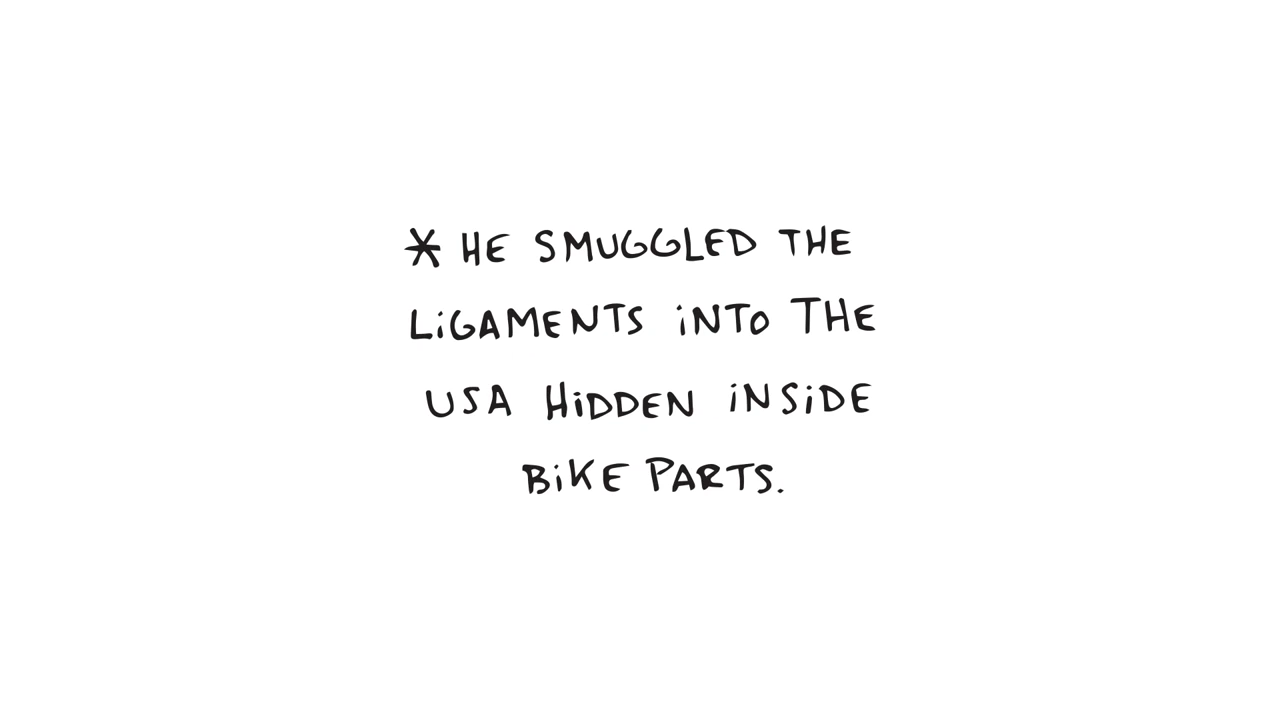 * HE SMUGGLED THE
LiGAMENTS iNTO THE
USA HiDDEN iNSiDE
BiKE PARTS.